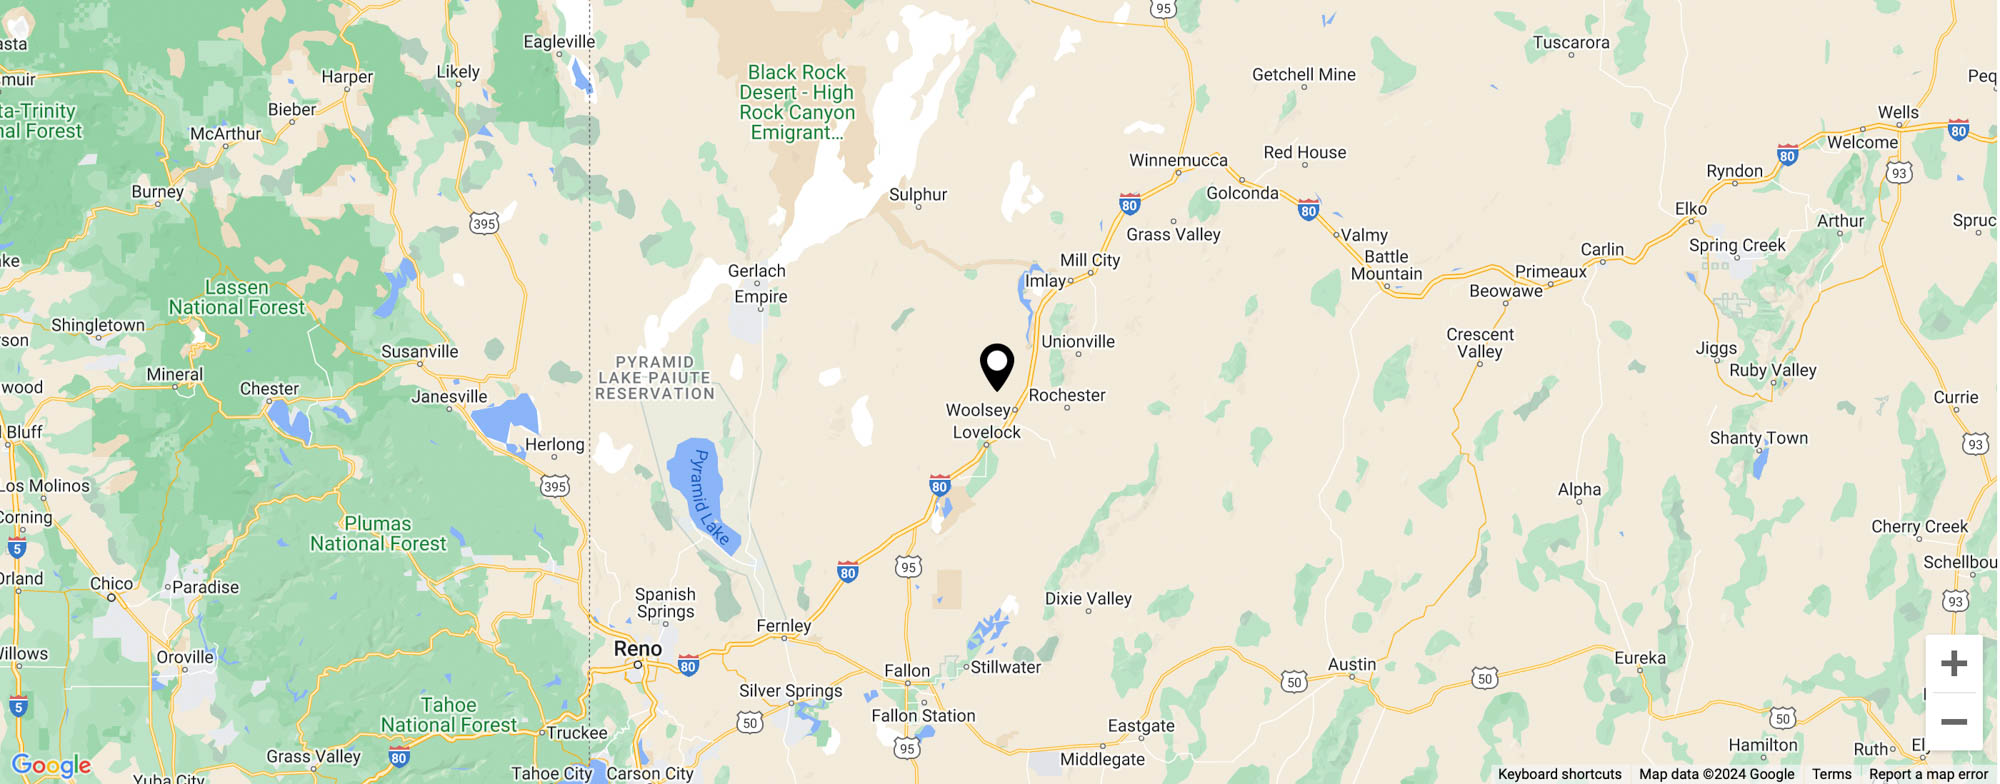 95
Eagleville
asta
Tuscarora
muir
Harper
Likely
Black Rock
Desert - High
Rock Canyon
Emigrant...
Getchell Mine
Peq
Bieber
ta-Trinity
nal Forest
McArthur
Wells
80
Welcome
Winnemucca
Red House
80
Ryndon
93
Burney
Sulphur
80
Golconda
80
Elko
Arthur
395
Grass Valley
Valmy
Spring Creek
Spruc
ke
Mill City
Battle
Mountain
Carlin
Gerlach
Imlay
Primeaux
Lassen
National Forest
Empire
Beowawe
Shingletown
rson
Unionville
Crescent
Valley
Susanville
Jiggs
PYRAMID
LAKE PAIUTE
RESERVATION
Mineral
Ruby Valley
wood
Chester
Janesville
Rochester
Currie
Woolsey
l Bluff
Lovelock
Shanty Town
93
Herlong
Pyramid Lake
Los Molinos
395
80
Alpha
Corning
Plumas
National Forest
Cherry Creek
5
95
80
Schellbou
Orland
Chico
Paradise
Spanish
Springs
Dixie Valley
93
Fernley
Willows
Oroville
Reno
80
Fallon
Stillwater
Austin
Eureka
50
50
Silver Springs
5
Tahoe
National Forest
50
Fallon Station
50
Eastgate
Truckee
95
Middlegate
Hamilton
Ruth
Ely
Grass Valley
80
Google
Yuba City
Tahoe City
Carson City
Keyboard shortcuts
Map data ©2024 Google
Terms
Report a map error